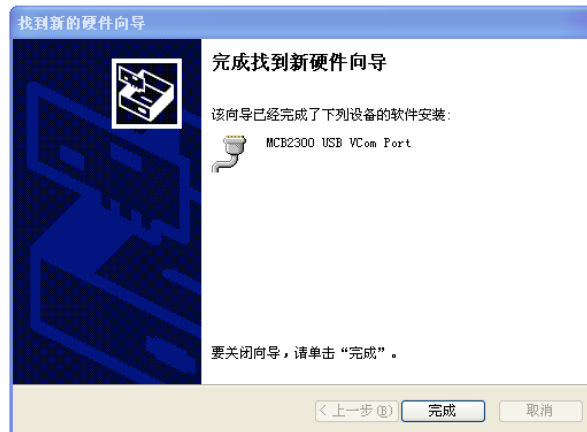 找到新的硬件向导
完成找到新硬件向导
该向导已经完成了下列设备的软件安装:
MCB2300 USB VCom Port
要关闭向导，请单击“完成”。
< 上一步(B)
完成
取消